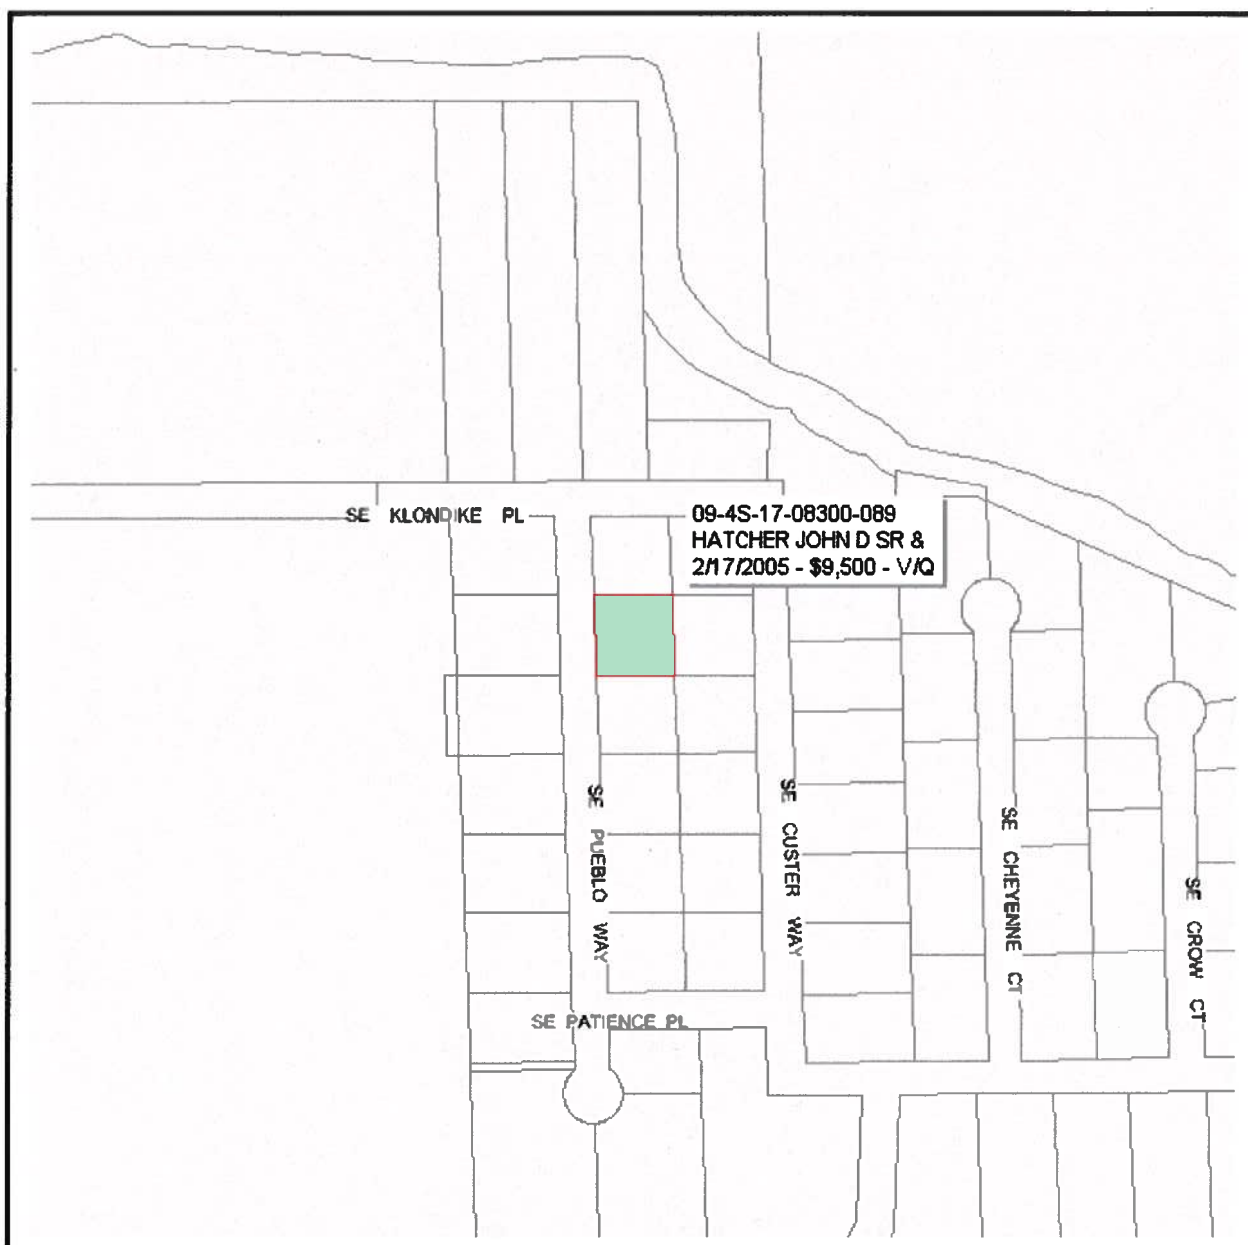 SE KLONDIKE PL
09-4S-17-08300-089
HATCHER JOHN D SR &
2/17/2005 - $9,500 - V/Q
SE PUEBLO WAY
SE CUSTER WAY
SE CHEYENNE CT
SE CROW CT
SE PATIENCE PL